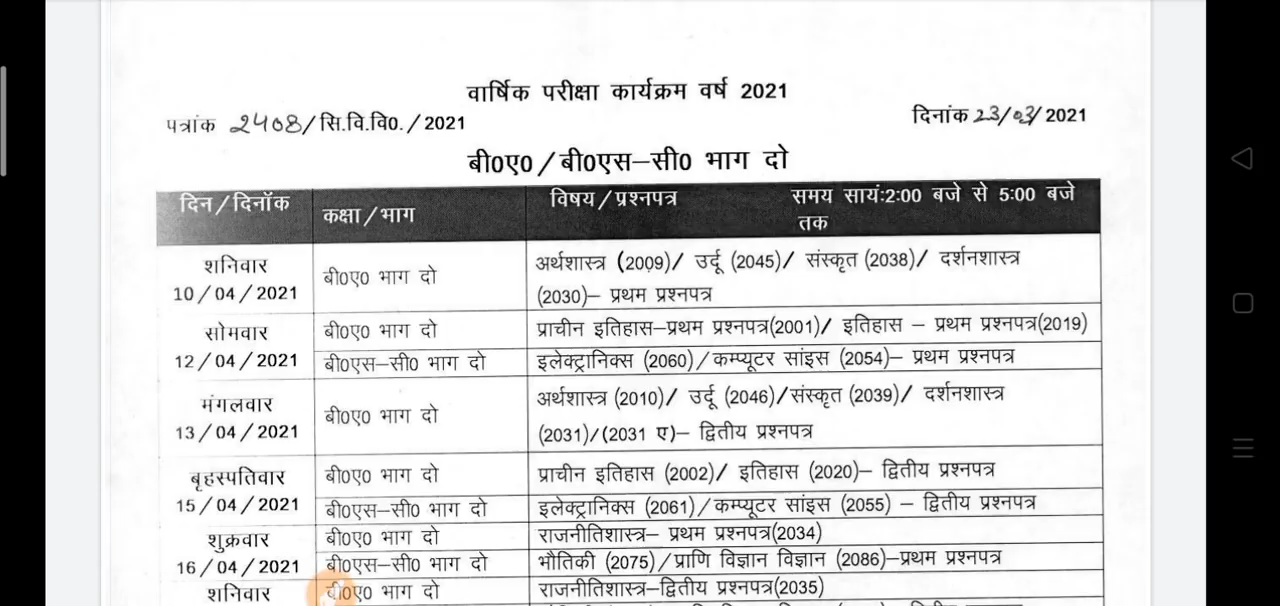 वार्षिक परीक्षा कार्यक्रम वर्ष 2021
पत्रांक 2408/सि.वि.वि0./2021
दिनांक 23/03/2021
बी0ए0/बी0एस–सी0 भाग दो
दिन/दिनॉक कक्षा/भाग विषय/प्रश्नपत्र समय सायं:2:00 बजे से 5:00 बजे
तक
शनिवार
10/04/2021
बी0ए0 भाग दो
अर्थशास्त्र (2009)/ उर्दू (2045)/ संस्कृत (2038)/ दर्शनशास्त्र
(2030)– प्रथम प्रश्नपत्र
सोमवार
12/04/2021
बी0ए0 भाग दो
प्राचीन इतिहास–प्रथम प्रश्नपत्र(2001)/ इतिहास – प्रथम प्रश्नपत्र(2019)
बी0एस–सी0 भाग दो
इलेक्ट्रानिक्स (2060)/कम्प्यूटर सांइस (2054)– प्रथम प्रश्नपत्र
मंगलवार
13/04/2021
बी0ए0 भाग दो
अर्थशास्त्र (2010)/ उर्दू (2046)/संस्कृत (2039)/ दर्शनशास्त्र
(2031)/(2031 ए)– द्वितीय प्रश्नपत्र
बृहस्पतिवार
15/04/2021
बी0ए0 भाग दो
प्राचीन इतिहास (2002)/ इतिहास (2020)– द्वितीय प्रश्नपत्र
बी0एस–सी0 भाग दो
इलेक्ट्रानिक्स (2061)/कम्प्यूटर सांइस (2055) – द्वितीय प्रश्नपत्र
शुक्रवार
16/04/2021
बी0ए0 भाग दो
राजनीतिशास्त्र– प्रथम प्रश्नपत्र(2034)
बी0एस–सी0 भाग दो
भौतिकी (2075)/प्राणि विज्ञान विज्ञान (2086)–प्रथम प्रश्नपत्र
शनिवार
बी0ए0 भाग दो
राजनीतिशास्त्र–द्वितीय प्रश्नपत्र(2035)